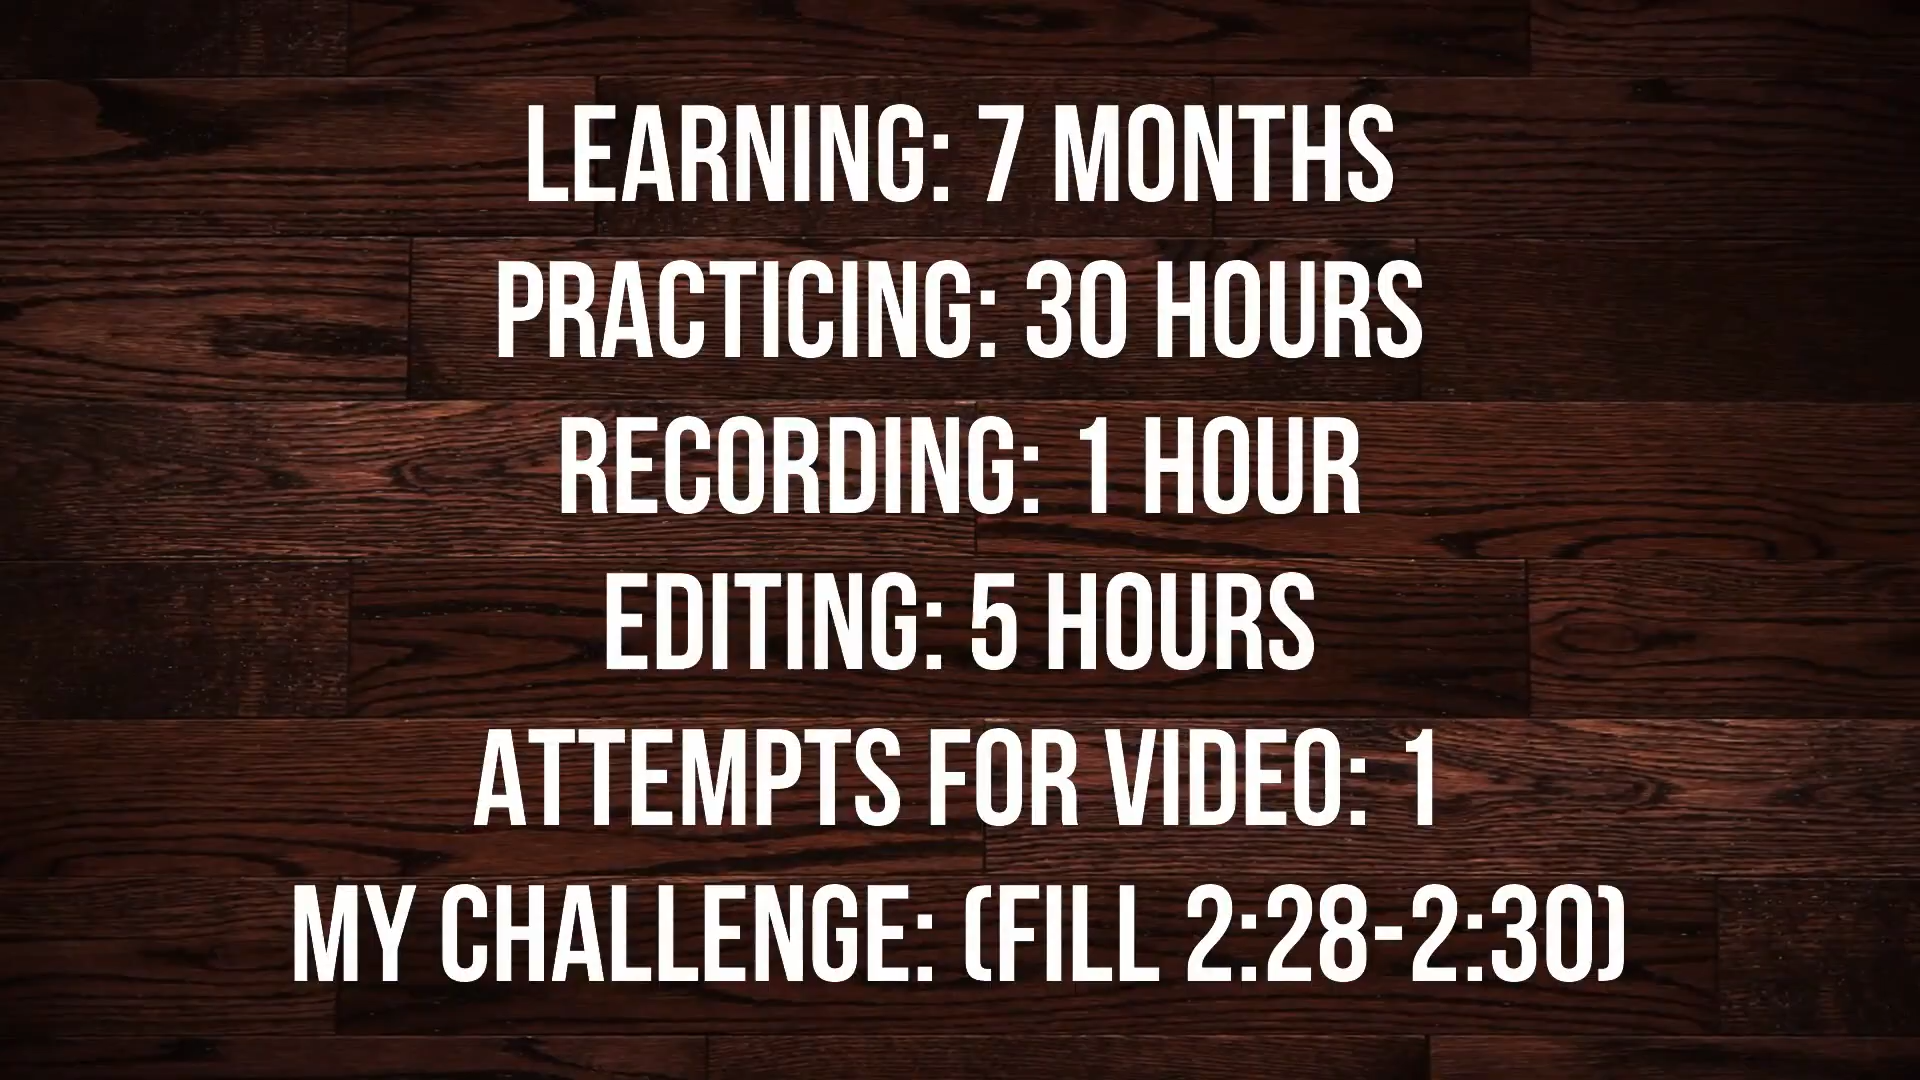 LEARNING: 7 MONTHS
PRACTICING: 30 HOURS
RECORDING: 1 HOUR
EDITING: 5 HOURS
ATTEMPTS FOR VIDEO: 1
MY CHALLENGE: (FILL 2:28-2:30)